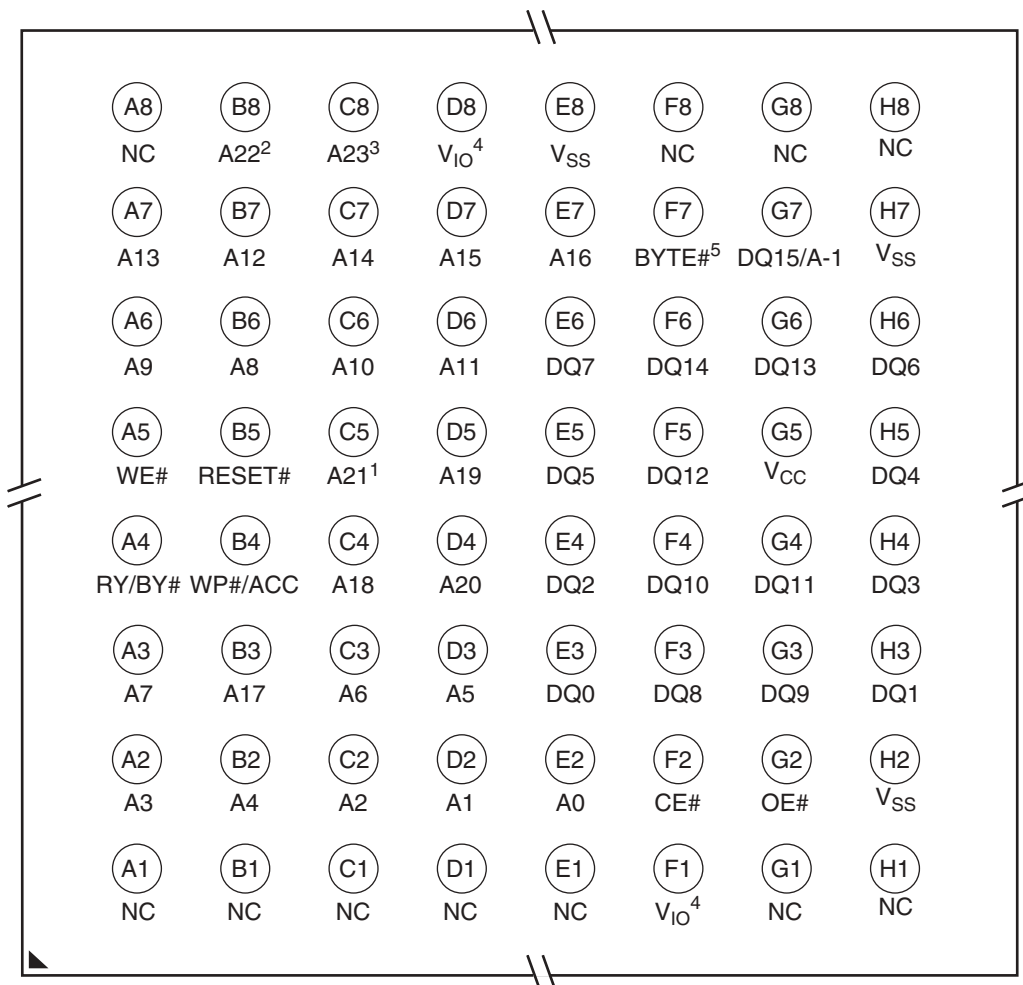 A8 B8 C8 D8 E8 F8 G8 H8
NC A22² A23³ V_IO⁴ V_SS NC NC NC
A7 B7 C7 D7 E7 F7 G7 H7
A13 A12 A14 A15 A16 BYTE#⁵ DQ15/A-1 V_SS
A6 B6 C6 D6 E6 F6 G6 H6
A9 A8 A10 A11 DQ7 DQ14 DQ13 DQ6
A5 B5 C5 D5 E5 F5 G5 H5
WE# RESET# A21¹ A19 DQ5 DQ12 V_CC DQ4
A4 B4 C4 D4 E4 F4 G4 H4
RY/BY# WP#/ACC A18 A20 DQ2 DQ10 DQ11 DQ3
A3 B3 C3 D3 E3 F3 G3 H3
A7 A17 A6 A5 DQ0 DQ8 DQ9 DQ1
A2 B2 C2 D2 E2 F2 G2 H2
A3 A4 A2 A1 A0 CE# OE# V_SS
A1 B1 C1 D1 E1 F1 G1 H1
NC NC NC NC NC V_IO⁴ NC NC